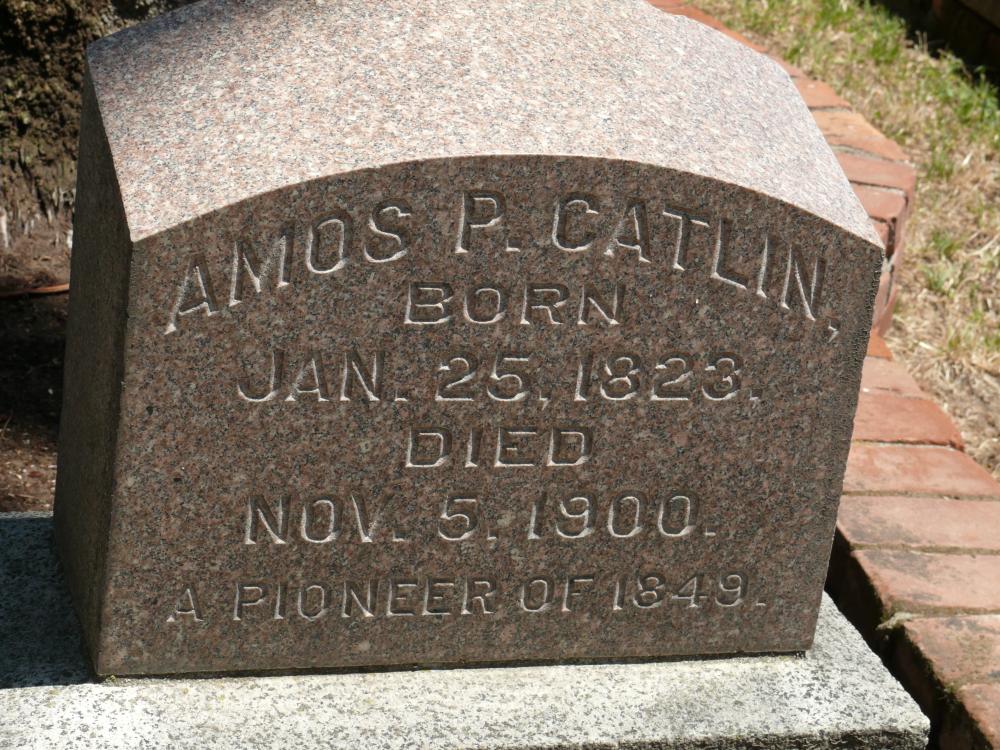 AMOS P. CATLIN,
BORN
JAN. 25, 1823.
DIED
NOV. 5, 1900.
A PIONEER OF 1849.